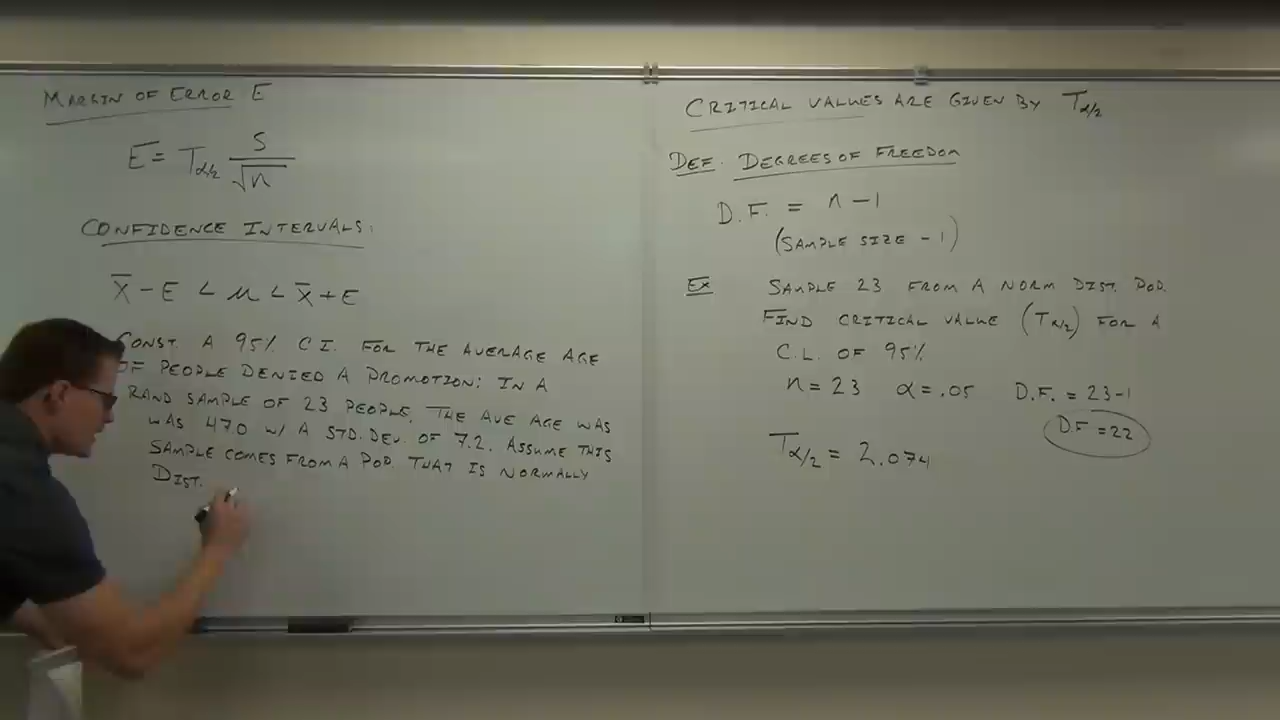 MARGIN OF ERROR E
E = Tα/2 S/√n
CONFIDENCE INTERVALS:
X̄ - E < μ < X̄ + E
CONST. A 95% C.I. FOR THE AVERAGE AGE
OF PEOPLE DENIED A PROMOTION: IN A
RAND SAMPLE OF 23 PEOPLE, THE AVE AGE WAS
WAS 47.0 W/ A STD. DEV. OF 7.2. ASSUME THIS
SAMPLE COMES FROM A POP. THAT IS NORMALLY
DIST.
CRITICAL VALUES ARE GIVEN BY Tα/2
DEF. DEGREES OF FREEDOM
D.F. = n - 1
(SAMPLE SIZE - 1)
EX SAMPLE 23 FROM A NORM DIST. POP.
FIND CRITICAL VALUE (Tα/2) FOR A
C.L. OF 95%
n = 23 α = .05 D.F. = 23-1
DF = 22
Tα/2 = 2.074